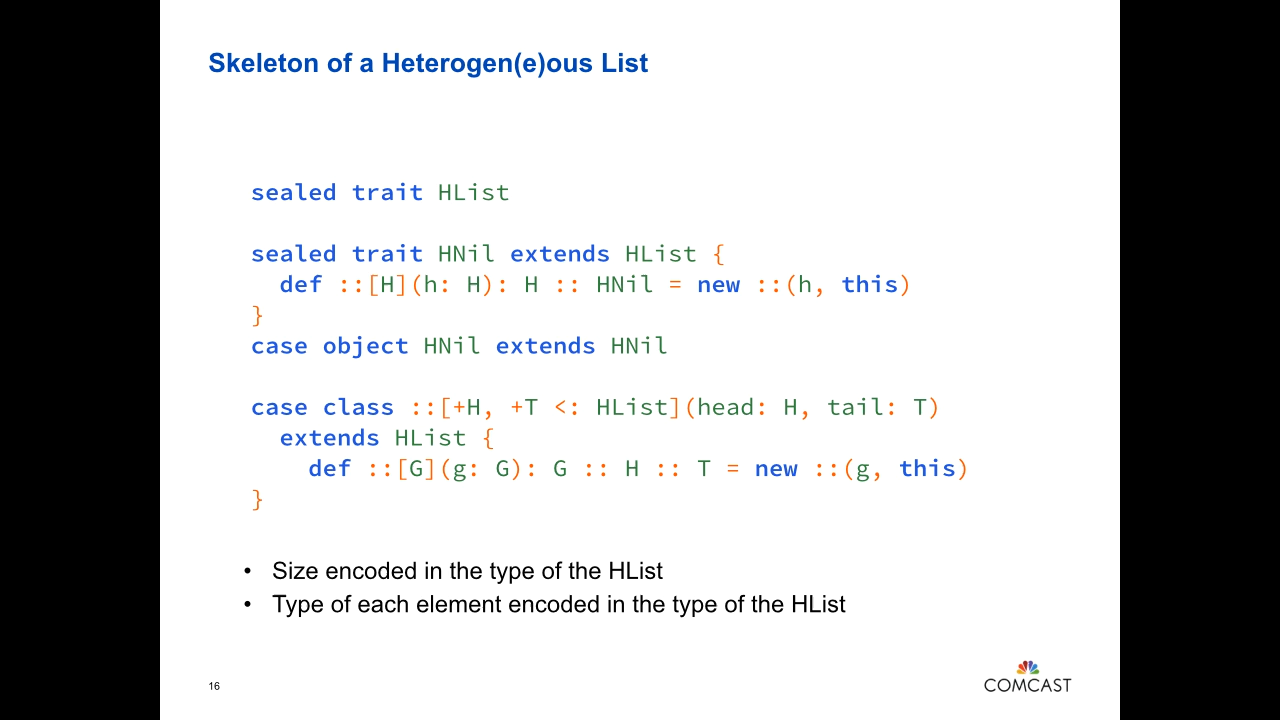 Skeleton of a Heterogen(e)ous List
sealed trait HList
sealed trait HNil extends HList {
def ::[H](h: H): H :: HNil = new ::(h, this)
}
case object HNil extends HNil
case class ::[+H, +T <: HList](head: H, tail: T)
extends HList {
def ::[G](g: G): G :: H :: T = new ::(g, this)
}
• Size encoded in the type of the HList
• Type of each element encoded in the type of the HList
16
COMCAST